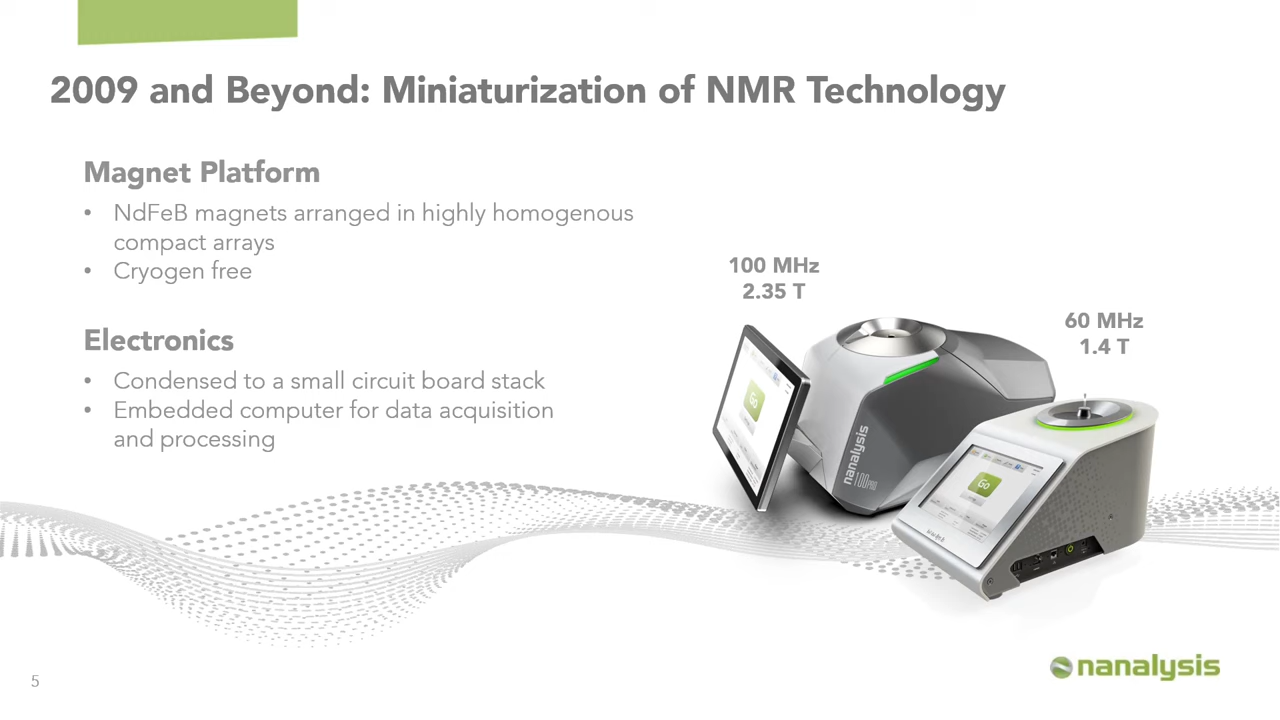 2009 and Beyond: Miniaturization of NMR Technology
Magnet Platform
• NdFeB magnets arranged in highly homogenous
compact arrays
• Cryogen free
Electronics
• Condensed to a small circuit board stack
• Embedded computer for data acquisition
and processing
100 MHz
2.35 T
60 MHz
1.4 T
Go
nanalysis
100PRO
Go
nanalysis
5